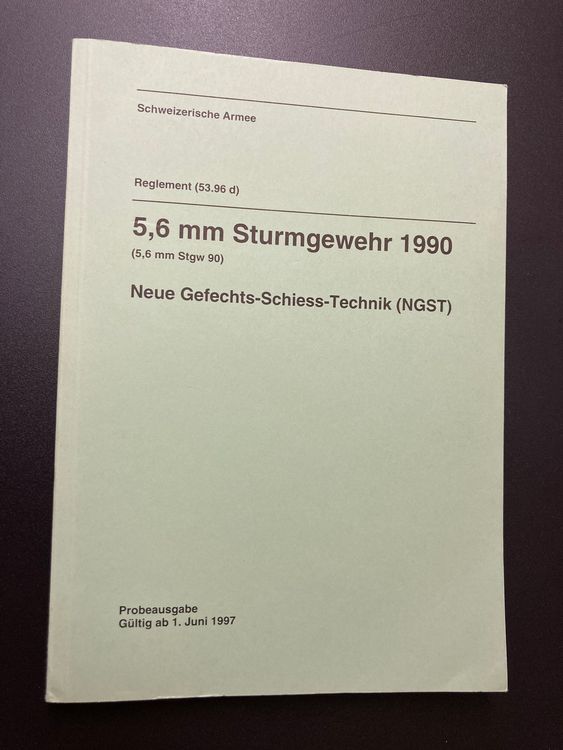 Schweizerische Armee
Reglement (53.96 d)
5,6 mm Sturmgewehr 1990
(5,6 mm Stgw 90)
Neue Gefechts-Schiess-Technik (NGST)
Probeausgabe
Gültig ab 1. Juni 1997